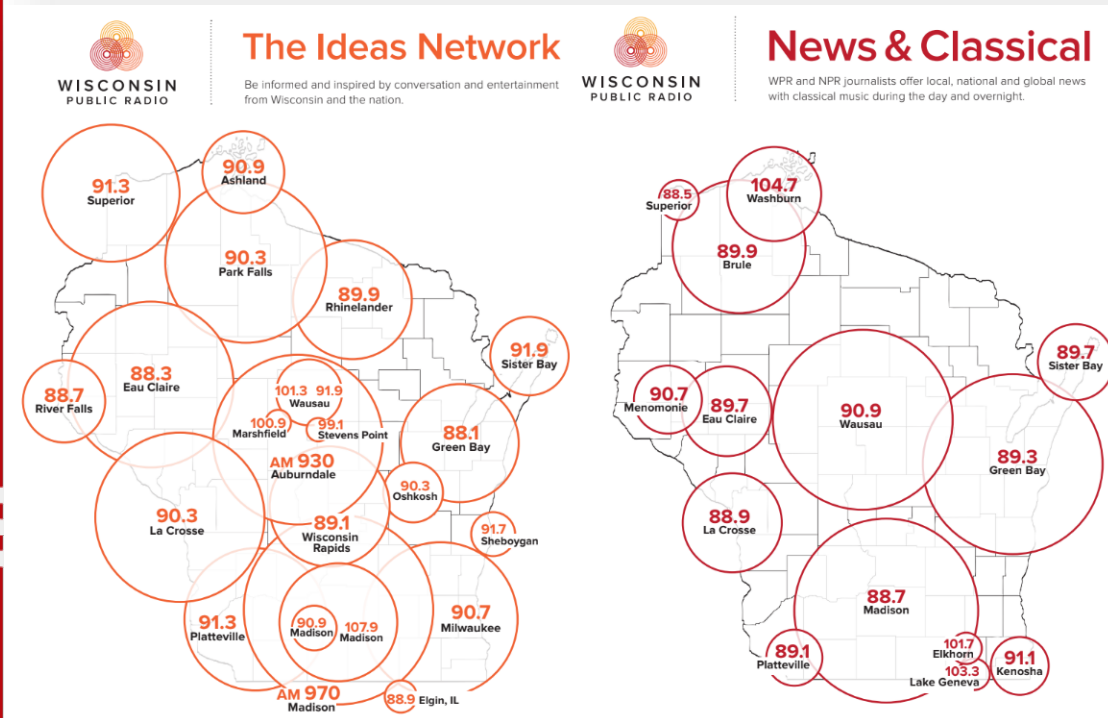 WISCONSIN
PUBLIC RADIO
The Ideas Network
Be informed and inspired by conversation and entertainment
from Wisconsin and the nation.
91.3
Superior
90.9
Ashland
90.3
Park Falls
89.9
Rhinelander
91.9
Sister Bay
88.3
Eau Claire
88.7
River Falls
101.3 91.9
Wausau
100.9
Marshfield
99.1
Stevens Point
88.1
Green Bay
AM 930
Auburndale
90.3
Oshkosh
90.3
La Crosse
89.1
Wisconsin
Rapids
91.7
Sheboygan
91.3
Platteville
90.9
Madison
107.9
Madison
90.7
Milwaukee
AM 970
Madison
88.9 Elgin, IL
WISCONSIN
PUBLIC RADIO
News & Classical
WPR and NPR journalists offer local, national and global news
with classical music during the day and overnight.
88.5
Superior
104.7
Washburn
89.9
Brule
89.7
Sister Bay
90.7
Menomonie
89.7
Eau Claire
90.9
Wausau
89.3
Green Bay
88.9
La Crosse
88.7
Madison
89.1
Platteville
101.7
Elkhorn
103.3
Lake Geneva
91.1
Kenosha